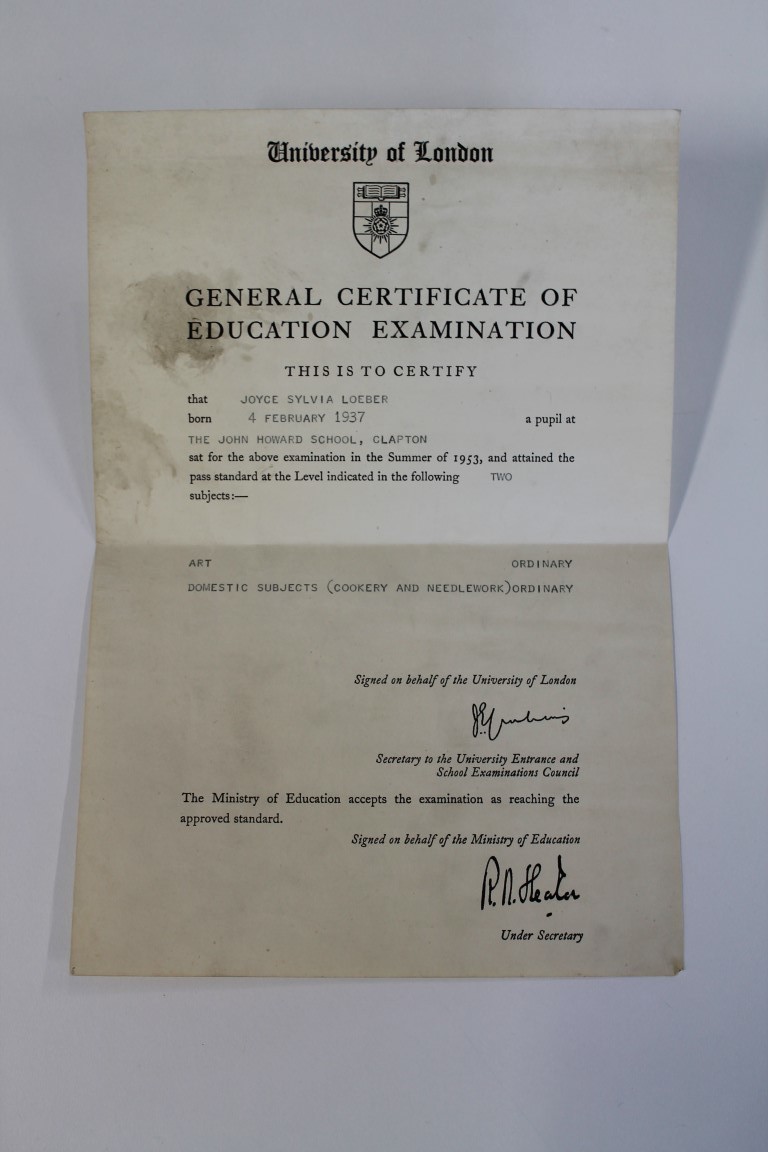 University of London
GENERAL CERTIFICATE OF
EDUCATION EXAMINATION
THIS IS TO CERTIFY
that JOYCE SYLVIA LOEBER
born 4 FEBRUARY 1937 a pupil at
THE JOHN HOWARD SCHOOL, CLAPTON
sat for the above examination in the Summer of 1953, and attained the
pass standard at the Level indicated in the following TWO
subjects:—
ART ORDINARY
DOMESTIC SUBJECTS (COOKERY AND NEEDLEWORK)ORDINARY
Signed on behalf of the University of London
Secretary to the University Entrance and
School Examinations Council
The Ministry of Education accepts the examination as reaching the
approved standard.
Signed on behalf of the Ministry of Education
R.N. Heaton
Under Secretary